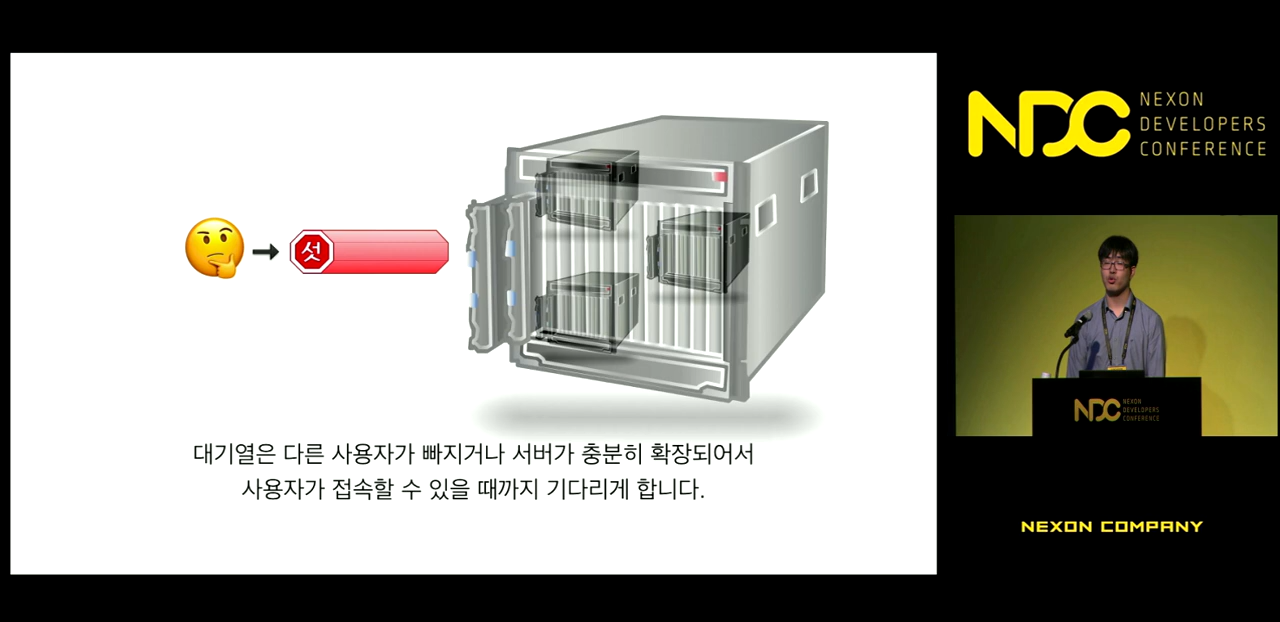 섯
대기열은 다른 사용자가 빠지거나 서버가 충분히 확장되어서
사용자가 접속할 수 있을 때까지 기다리게 합니다.
NDC
NEXON
DEVELOPERS
CONFERENCE
NDC
NEXON
DEVELOPERS
CONFERENCE
NEXON COMPANY